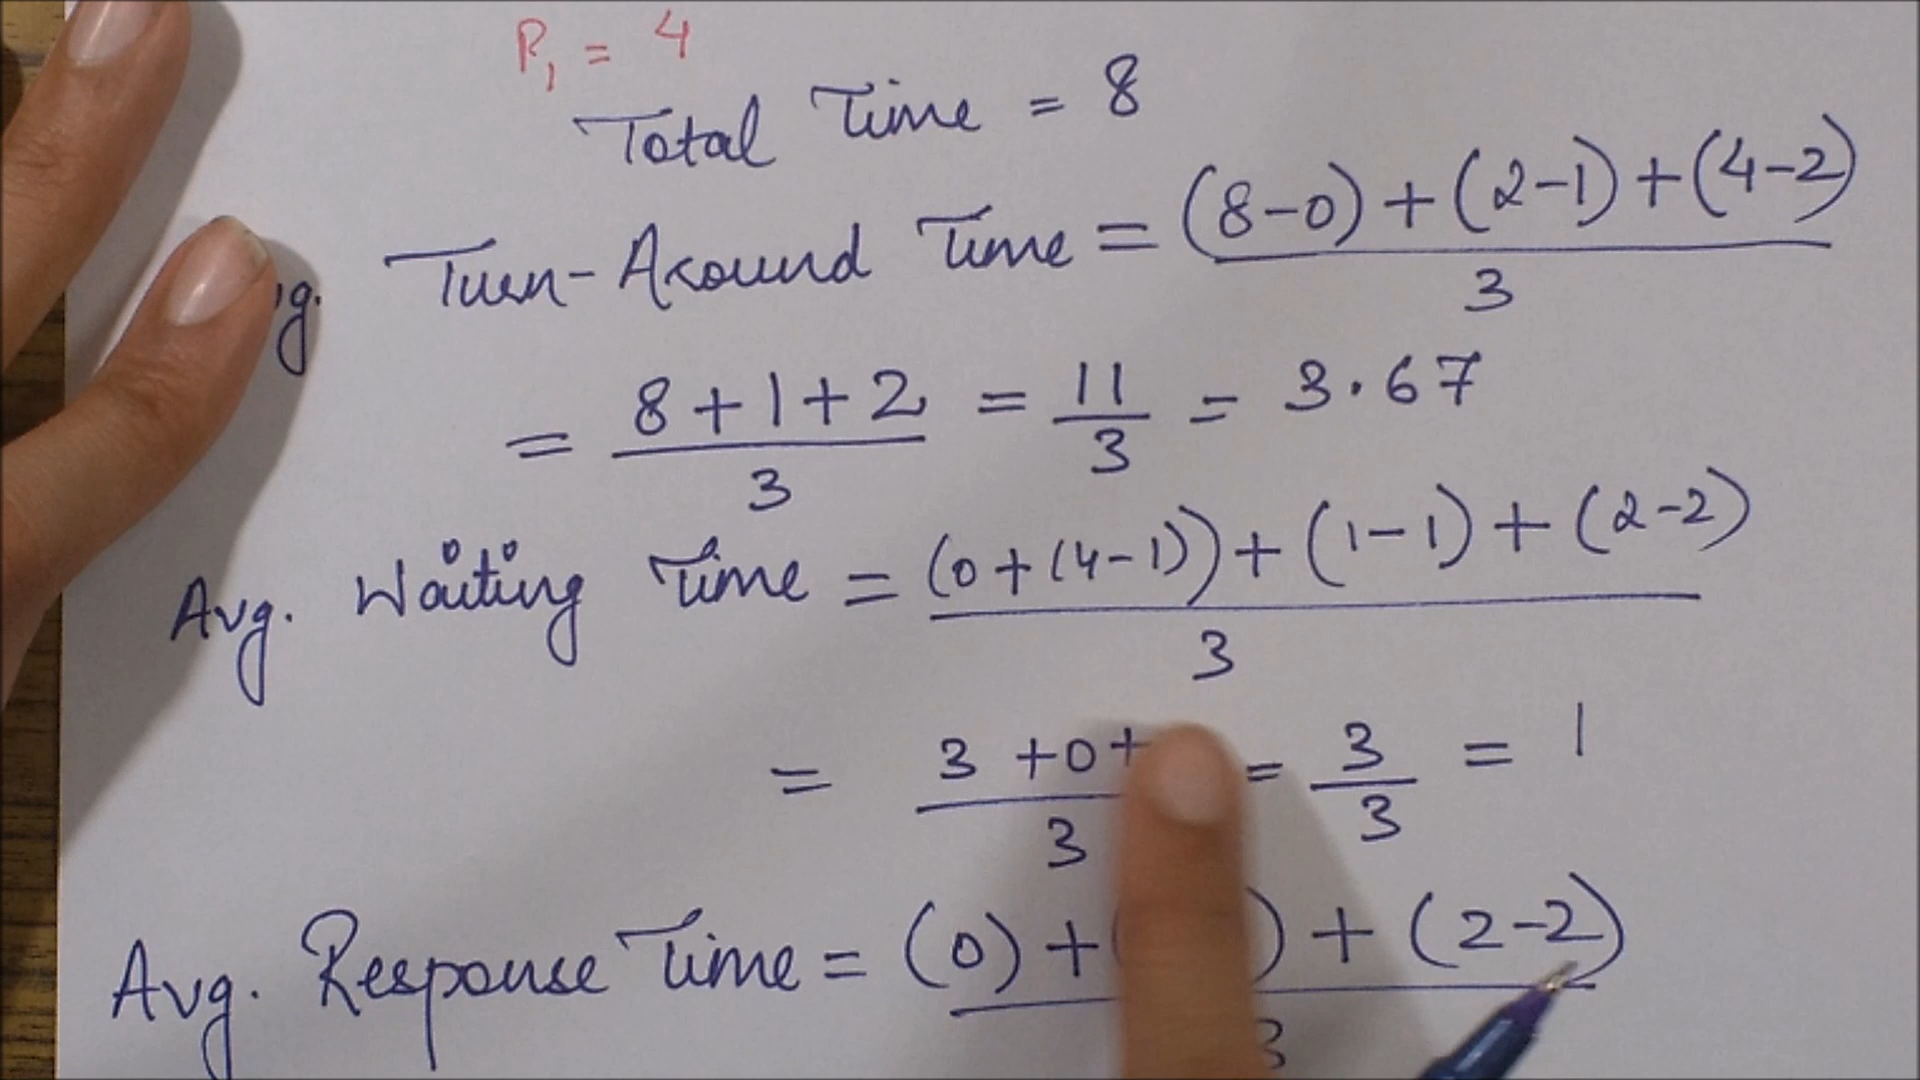 P1 = 4
Total Time = 8
g. Turn-Around Time = (8-0) + (2-1) + (4-2)
3
= 8+1+2 = 11 = 3.67
3 3
Avg. Waiting Time = (0+(4-1)) + (1-1) + (2-2)
3
= 3 +0+ = 3 = 1
3 3
Avg. Response Time = (0) + ( ) + (2-2)
3